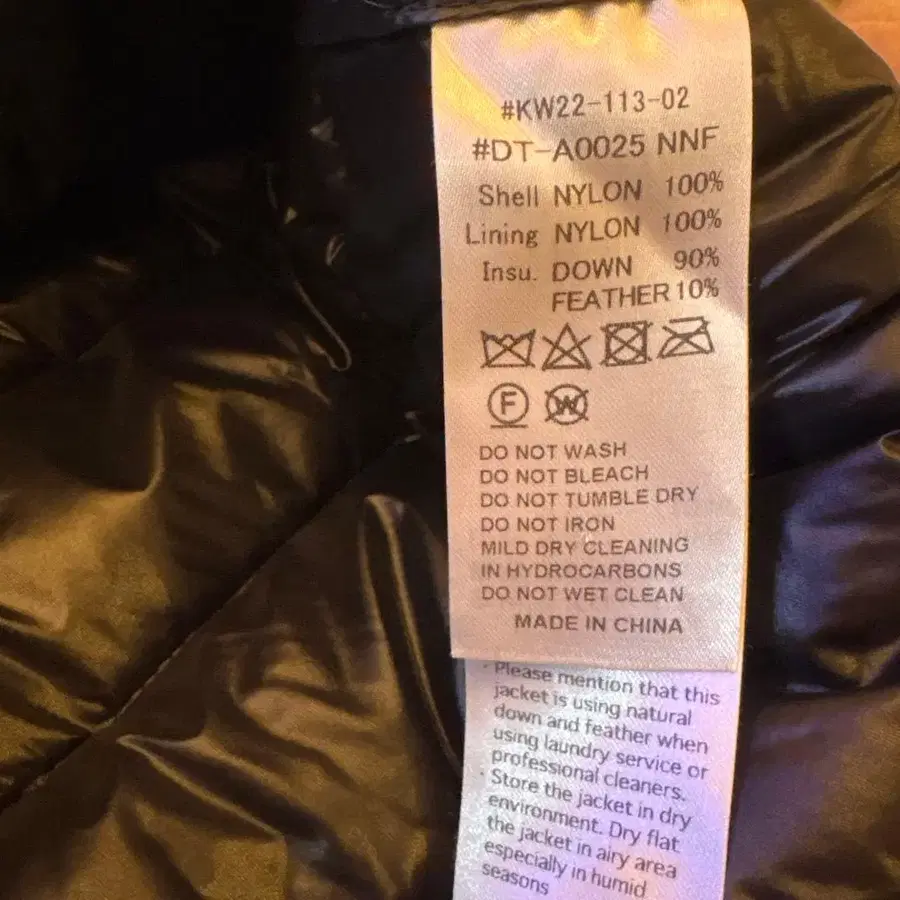 #KW22-113-02
#DT-A0025 NNF
Shell NYLON 100%
Lining NYLON 100%
Insu. DOWN 90%
FEATHER 10%
F W
DO NOT WASH
DO NOT BLEACH
DO NOT TUMBLE DRY
DO NOT IRON
MILD DRY CLEANING
IN HYDROCARBONS
DO NOT WET CLEAN
MADE IN CHINA
· Please mention that this
jacket is using natural
down and feather when
using laundry service or
professional cleaners.
· Store the jacket in dry
environment. Dry flat
the jacket in airy area
especially in humid
seasons